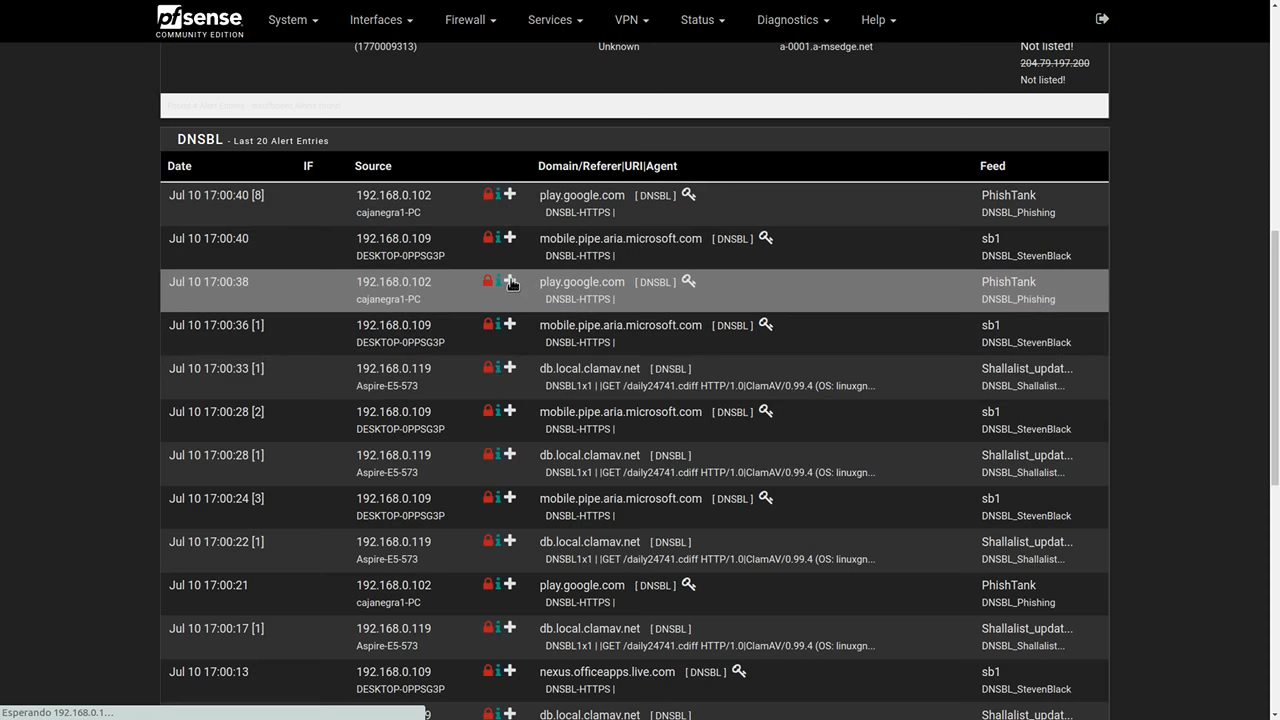 pfsense
COMMUNITY EDITION
System Interfaces Firewall Services VPN Status Diagnostics Help
(1770009313) Unknown a-0001.a-msedge.net Not listed!
204.79.197.200
Not listed!
Found 4 Alert Entries - Insufficient Alerts found.
DNSBL - Last 20 Alert Entries
Date IF Source Domain/Referer|URI|Agent Feed
Jul 10 17:00:40 [8] 192.168.0.102 play.google.com [ DNSBL ] PhishTank
cajanegra1-PC DNSBL-HTTPS | DNSBL_Phishing
Jul 10 17:00:40 192.168.0.109 mobile.pipe.aria.microsoft.com [ DNSBL ] sb1
DESKTOP-0PPSG3P DNSBL-HTTPS | DNSBL_StevenBlack
Jul 10 17:00:38 192.168.0.102 play.google.com [ DNSBL ] PhishTank
cajanegra1-PC DNSBL-HTTPS | DNSBL_Phishing
Jul 10 17:00:36 [1] 192.168.0.109 mobile.pipe.aria.microsoft.com [ DNSBL ] sb1
DESKTOP-0PPSG3P DNSBL-HTTPS | DNSBL_StevenBlack
Jul 10 17:00:33 [1] 192.168.0.119 db.local.clamav.net [ DNSBL ] Shallalist_updat...
Aspire-E5-573 DNSBL1x1 | |GET /daily24741.cdiff HTTP/1.0|ClamAV/0.99.4 (OS: linuxgn... DNSBL_Shallalist...
Jul 10 17:00:28 [2] 192.168.0.109 mobile.pipe.aria.microsoft.com [ DNSBL ] sb1
DESKTOP-0PPSG3P DNSBL-HTTPS | DNSBL_StevenBlack
Jul 10 17:00:28 [1] 192.168.0.119 db.local.clamav.net [ DNSBL ] Shallalist_updat...
Aspire-E5-573 DNSBL1x1 | |GET /daily24741.cdiff HTTP/1.0|ClamAV/0.99.4 (OS: linuxgn... DNSBL_Shallalist...
Jul 10 17:00:24 [3] 192.168.0.109 mobile.pipe.aria.microsoft.com [ DNSBL ] sb1
DESKTOP-0PPSG3P DNSBL-HTTPS | DNSBL_StevenBlack
Jul 10 17:00:22 [1] 192.168.0.119 db.local.clamav.net [ DNSBL ] Shallalist_updat...
Aspire-E5-573 DNSBL1x1 | |GET /daily24741.cdiff HTTP/1.0|ClamAV/0.99.4 (OS: linuxgn... DNSBL_Shallalist...
Jul 10 17:00:21 192.168.0.102 play.google.com [ DNSBL ] PhishTank
cajanegra1-PC DNSBL-HTTPS | DNSBL_Phishing
Jul 10 17:00:17 [1] 192.168.0.119 db.local.clamav.net [ DNSBL ] Shallalist_updat...
Aspire-E5-573 DNSBL1x1 | |GET /daily24741.cdiff HTTP/1.0|ClamAV/0.99.4 (OS: linuxgn... DNSBL_Shallalist...
Jul 10 17:00:13 192.168.0.109 nexus.officeapps.live.com [ DNSBL ] sb1
DESKTOP-0PPSG3P DNSBL-HTTPS | DNSBL_StevenBlack
9 db.local.clamav.net [ DNSBL ] Shallalist_updat...
Esperando 192.168.0.1...